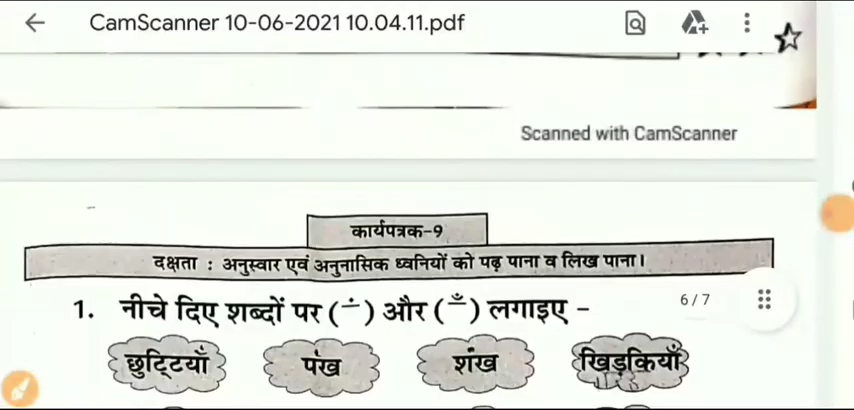 CamScanner 10-06-2021 10.04.11.pdf
Scanned with CamScanner
कार्यपत्रक-9
दक्षता : अनुस्वार एवं अनुनासिक ध्वनियों को पढ़ पाना व लिख पाना।
1. नीचे दिए शब्दों पर (ं) और (ँ) लगाइए -
6 / 7
छुट्टियाँ पंख शंख खिड़कियाँ